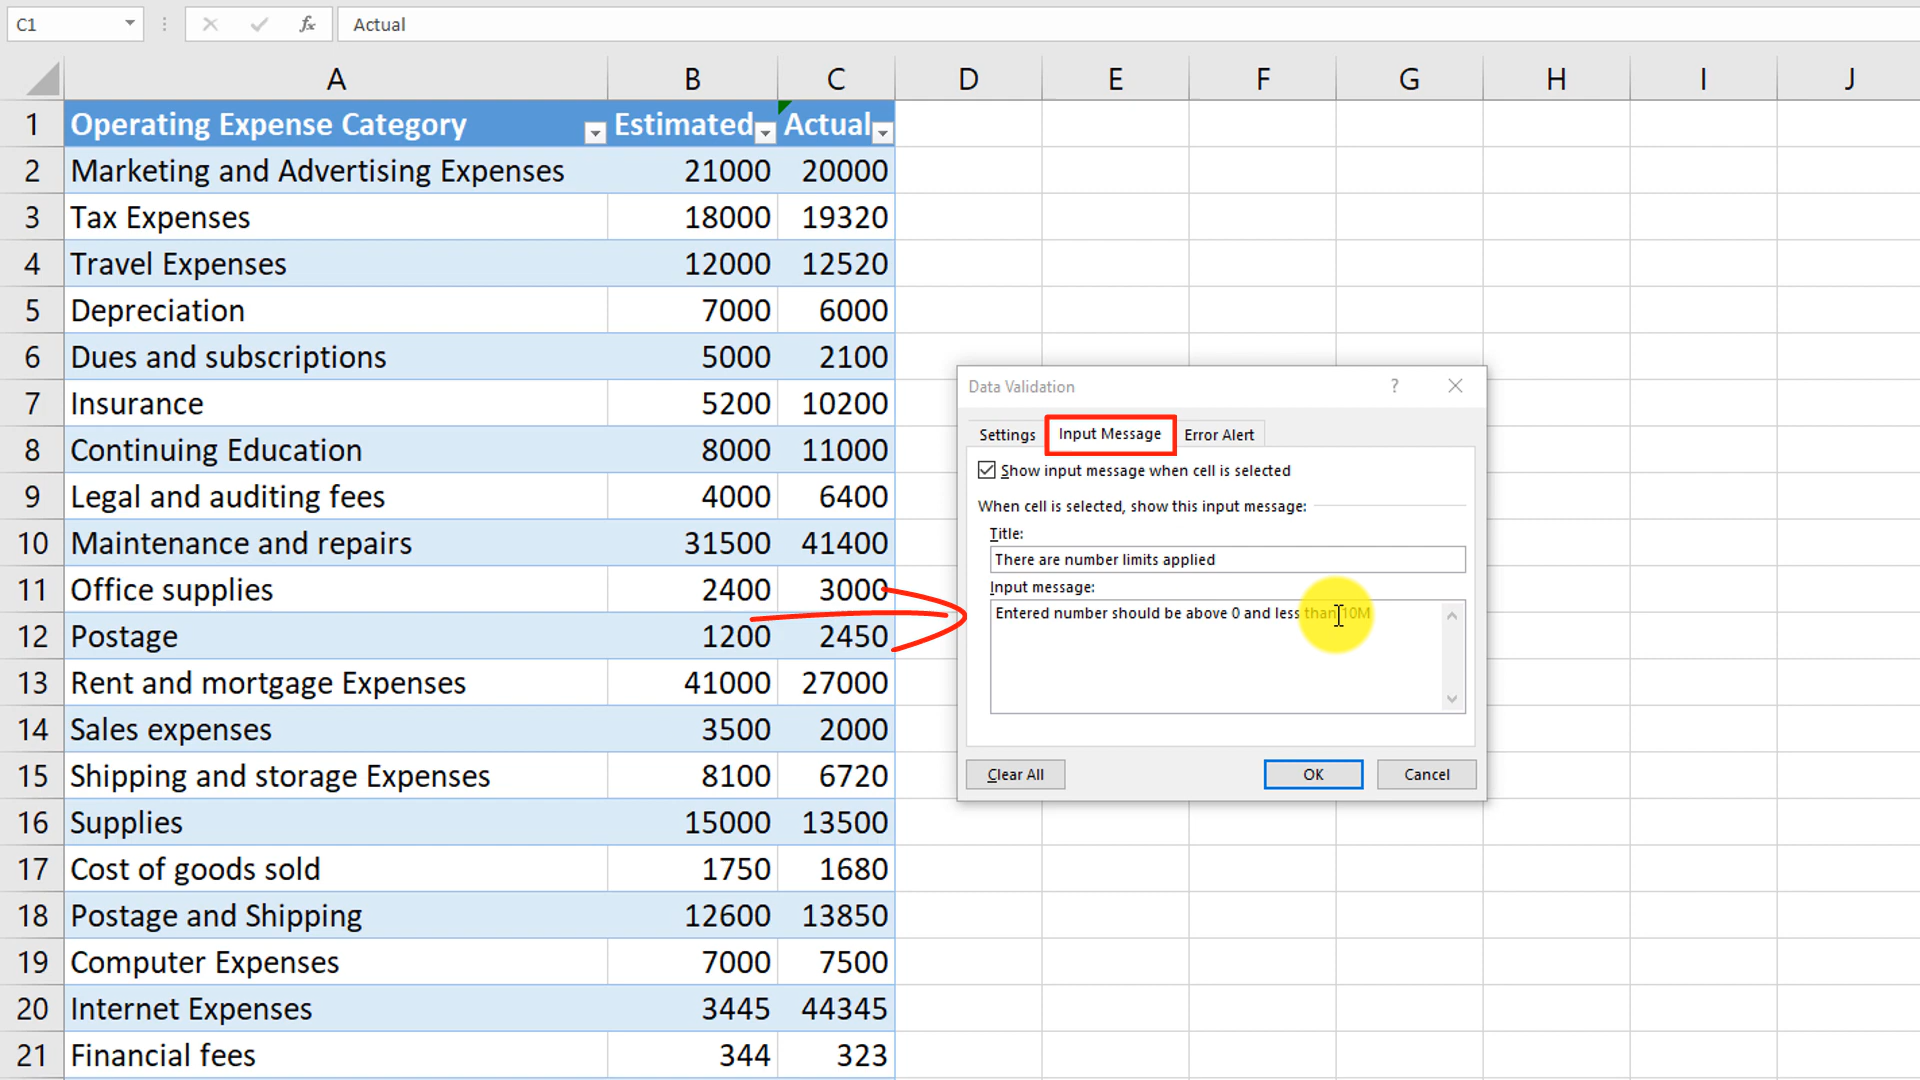 C1 fx Actual
A B C D E F G H I J
1 Operating Expense Category Estimated Actual
2 Marketing and Advertising Expenses 21000 20000
3 Tax Expenses 18000 19320
4 Travel Expenses 12000 12520
5 Depreciation 7000 6000
6 Dues and subscriptions 5000 2100
7 Insurance 5200 10200
8 Continuing Education 8000 11000
9 Legal and auditing fees 4000 6400
10 Maintenance and repairs 31500 41400
11 Office supplies 2400 3000
12 Postage 1200 2450
13 Rent and mortgage Expenses 41000 27000
14 Sales expenses 3500 2000
15 Shipping and storage Expenses 8100 6720
16 Supplies 15000 13500
17 Cost of goods sold 1750 1680
18 Postage and Shipping 12600 13850
19 Computer Expenses 7000 7500
20 Internet Expenses 3445 44345
21 Financial fees 344 323
Data Validation ?
Settings Input Message Error Alert
Show input message when cell is selected
When cell is selected, show this input message:
Title:
There are number limits applied
Input message:
Entered number should be above 0 and less than 10M
Clear All OK Cancel